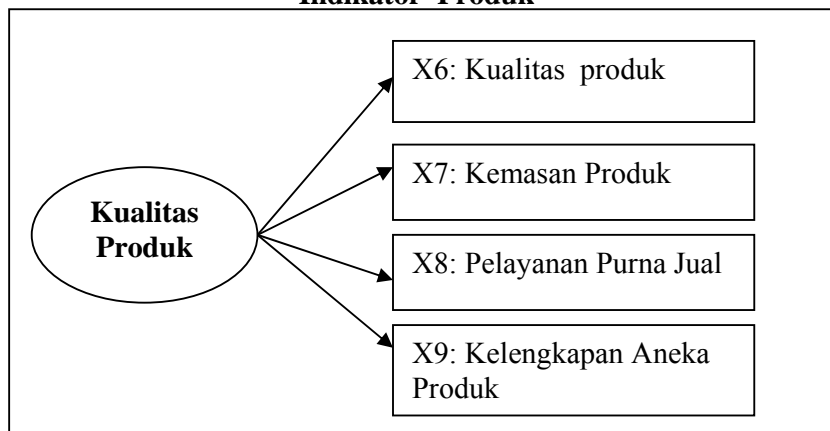 Indikator Produk
X6: Kualitas produk
X7: Kemasan Produk
Kualitas
Produk
X8: Pelayanan Purna Jual
X9: Kelengkapan Aneka
Produk